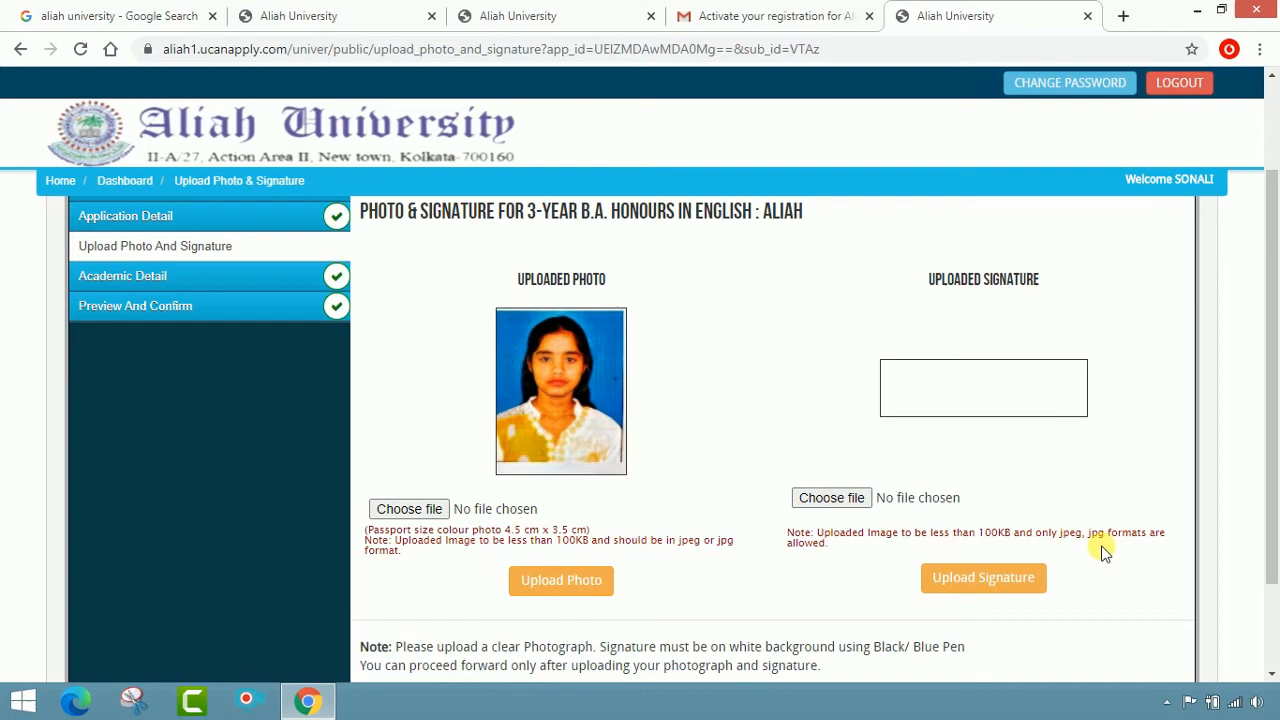 aliah university - Google Search
Aliah University
Aliah University
Activate your registration for Al
Aliah University
aliah1.ucanapply.com/univer/public/upload_photo_and_signature?app_id=UEIZMDAwMDA0Mg==&sub_id=VTAz
CHANGE PASSWORD
LOGOUT
Aliah University
II-A/27, Action Area II, New town, Kolkata-700160
Home / Dashboard / Upload Photo & Signature
Welcome SONALI
Application Detail
Upload Photo And Signature
Academic Detail
Preview And Confirm
PHOTO & SIGNATURE FOR 3-YEAR B.A. HONOURS IN ENGLISH : ALIAH
UPLOADED PHOTO
Choose file No file chosen
(Passport size colour photo 4.5 cm x 3.5 cm)
Note: Uploaded Image to be less than 100KB and should be in jpeg or jpg
format.
Upload Photo
UPLOADED SIGNATURE
Choose file No file chosen
Note: Uploaded Image to be less than 100KB and only jpeg, jpg formats are
allowed.
Upload Signature
Note: Please upload a clear Photograph. Signature must be on white background using Black/ Blue Pen
You can proceed forward only after uploading your photograph and signature.